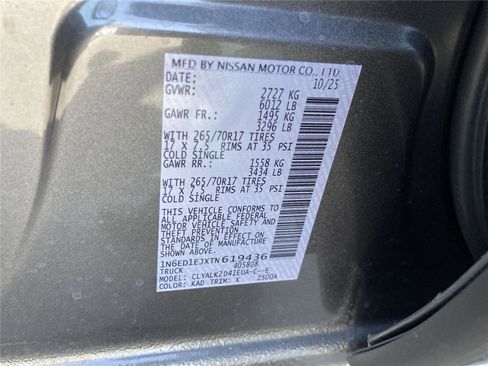 MFD BY NISSAN MOTOR CO., LTD
DATE: 10/25
GVWR: 2727 KG
6012 LB
GAWR FR.: 1495 KG
3296 LB
WITH 265/70R17 TIRES
17 X 7.5 RIMS AT 35 PSI
COLD SINGLE
GAWR RR.: 1558 KG
3434 LB
WITH 265/70R17 TIRES
17 X 7.5 RIMS AT 35 PSI
COLD SINGLE
THIS VEHICLE CONFORMS TO
ALL APPLICABLE FEDERAL
MOTOR VEHICLE SAFETY AND
THEFT PREVENTION
STANDARDS IN EFFECT ON
THE DATE OF MANUFACTURE
SHOWN ABOVE.
1N6ED1EJXTN619436
TRUCK 405808
MODEL: CLYALK2D41EUA-C--E
COLOR: KAD TRIM: X 2500A